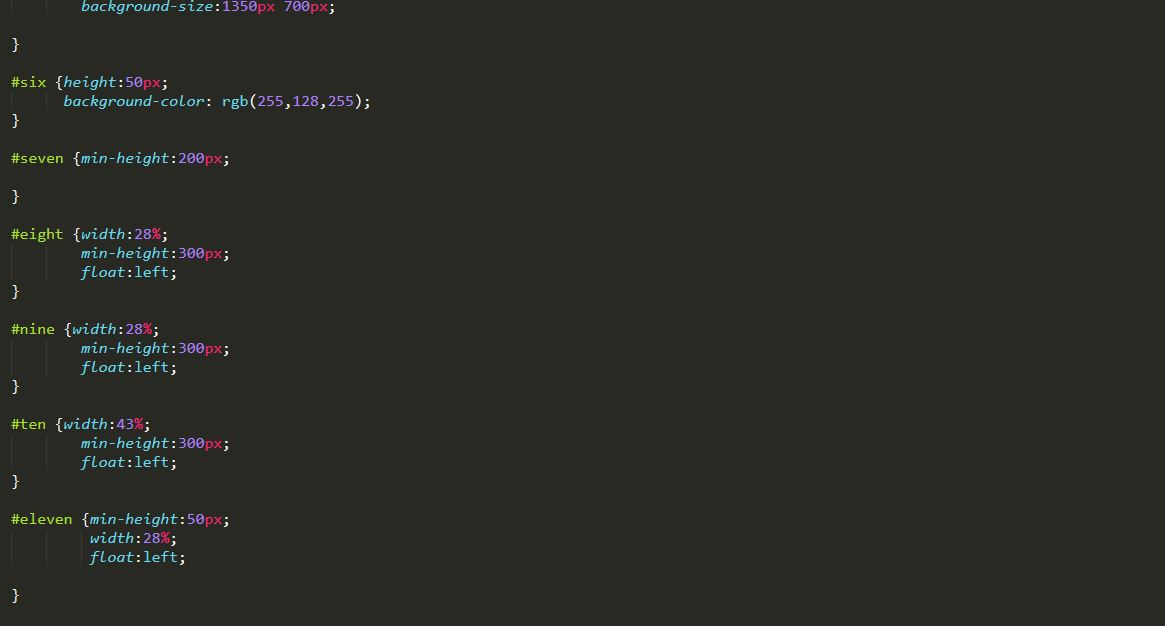 background-size:1350px 700px;
}
#six {height:50px;
background-color: rgb(255,128,255);
}
#seven {min-height:200px;
}
#eight {width:28%;
min-height:300px;
float:left;
}
#nine {width:28%;
min-height:300px;
float:left;
}
#ten {width:43%;
min-height:300px;
float:left;
}
#eleven {min-height:50px;
width:28%;
float:left;
}